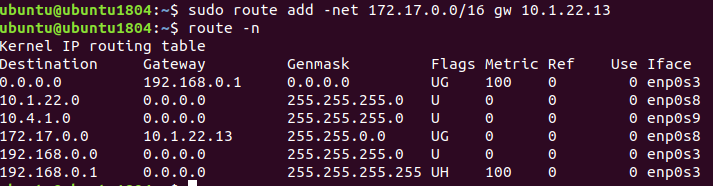 ubuntu@ubuntu1804:~$ sudo route add -net 172.17.0.0/16 gw 10.1.22.13
ubuntu@ubuntu1804:~$ route -n
Kernel IP routing table
Destination     Gateway         Genmask         Flags Metric Ref    Use Iface
0.0.0.0         192.168.0.1     0.0.0.0         UG    100    0        0 enp0s3
10.1.22.0       0.0.0.0         255.255.255.0   U     0      0        0 enp0s8
10.4.1.0        0.0.0.0         255.255.255.0   U     0      0        0 enp0s9
172.17.0.0      10.1.22.13      255.255.0.0     UG    0      0        0 enp0s8
192.168.0.0     0.0.0.0         255.255.255.0   U     0      0        0 enp0s3
192.168.0.1     0.0.0.0         255.255.255.255 UH    100    0        0 enp0s3